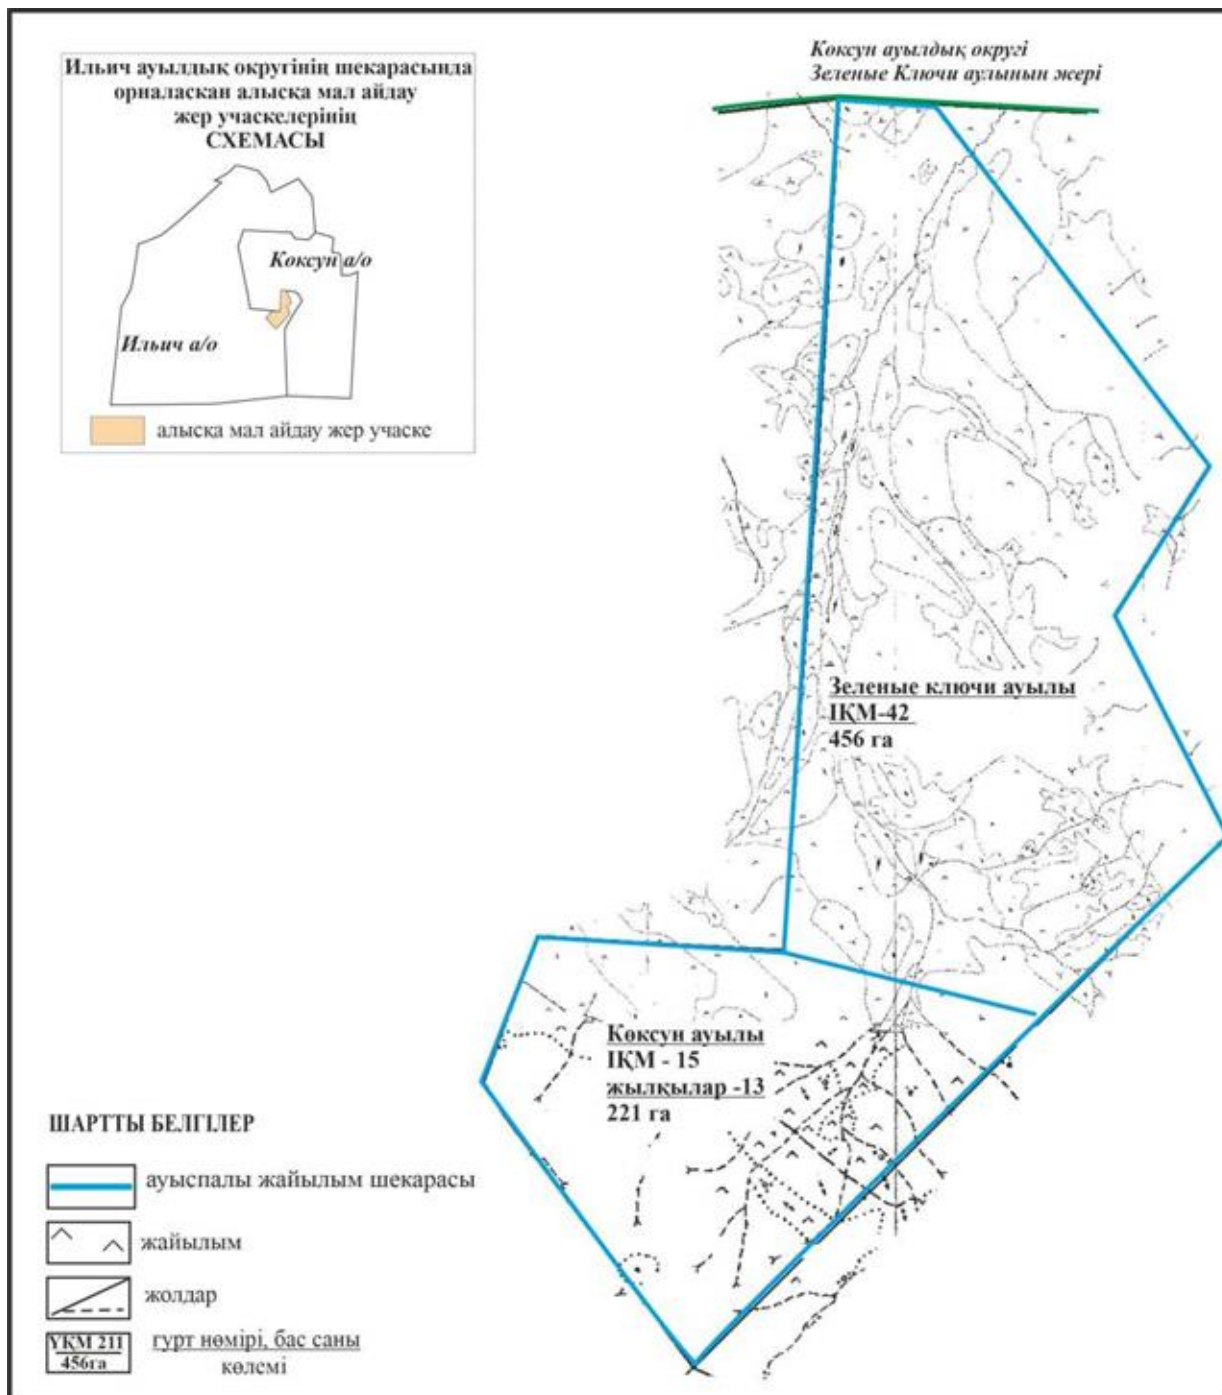 Ильич ауылдық округінің шекарасында
орналаскан алысқа мал айдау
жер учаскелерінің
СХЕМАСЫ
Көксун а/о
Ильич а/о
алысқа мал айдау жер учаске
Көксун ауылдық округі
Зеленые Ключи аулынын жері
Зеленые ключи ауылы
ІҚМ-42
456 га
Көксун ауылы
ІҚМ - 15
жылқылар -13
221 га
ШАРТТЫ БЕЛГІЛЕР
ауыспалы жайылым шекарасы
жайылым
жолдар
ҮҚМ 211
456га
гурт нөмірі, бас саны
көлемі